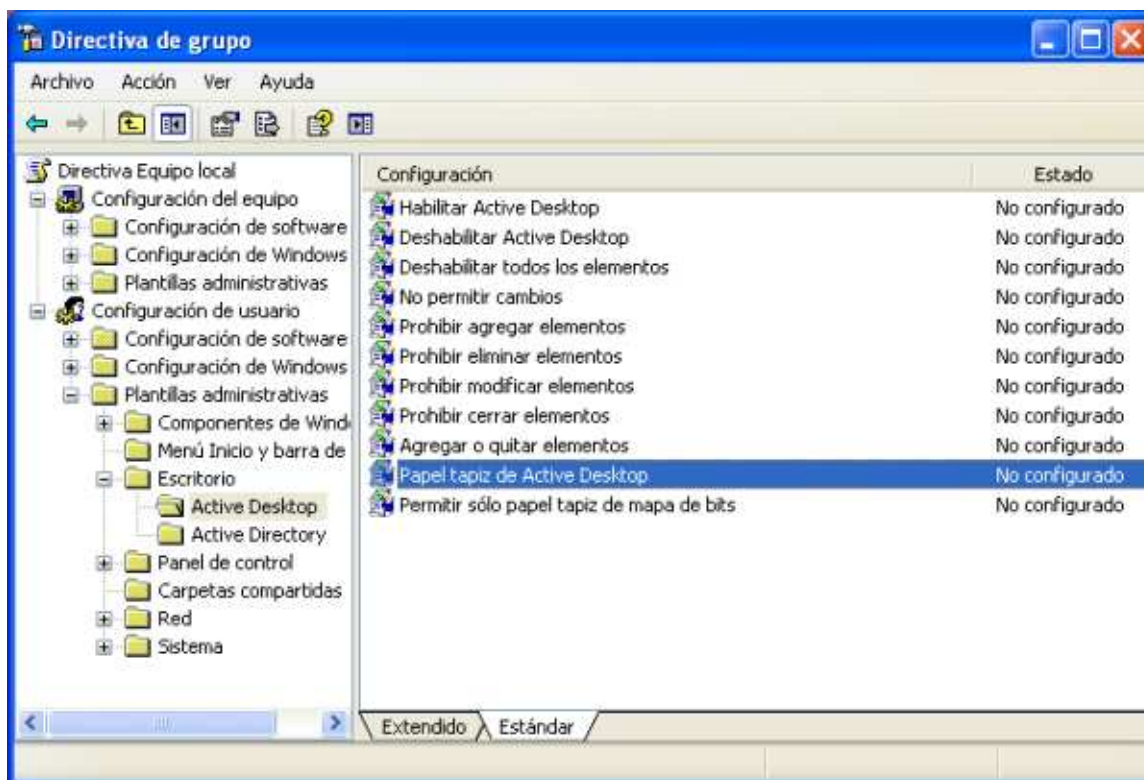 Directiva de grupo
Archivo Acción Ver Ayuda
Directiva Equipo local
Configuración del equipo
Configuración de software
Configuración de Windows
Plantillas administrativas
Configuración de usuario
Configuración de software
Configuración de Windows
Plantillas administrativas
Componentes de Wind
Menú Inicio y barra de
Escritorio
Active Desktop
Active Directory
Panel de control
Carpetas compartidas
Red
Sistema
Configuración Estado
Habilitar Active Desktop No configurado
Deshabilitar Active Desktop No configurado
Deshabilitar todos los elementos No configurado
No permitir cambios No configurado
Prohibir agregar elementos No configurado
Prohibir eliminar elementos No configurado
Prohibir modificar elementos No configurado
Prohibir cerrar elementos No configurado
Agregar o quitar elementos No configurado
Papel tapiz de Active Desktop No configurado
Permitir sólo papel tapiz de mapa de bits No configurado
Extendido Estándar